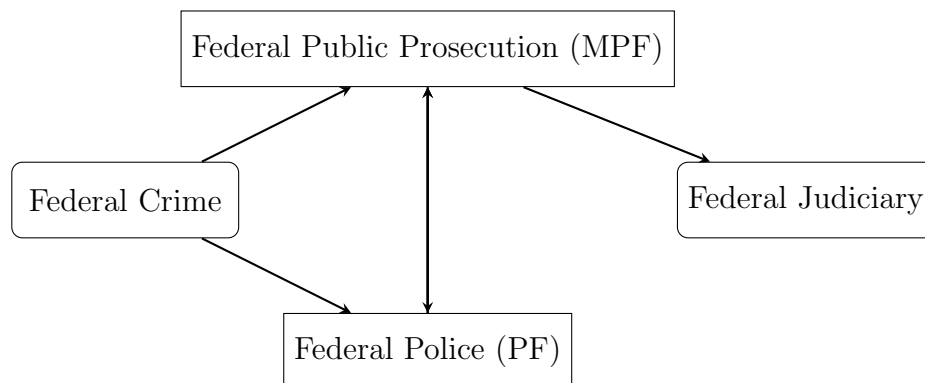 Federal Public Prosecution (MPF)
Federal Crime
Federal Judiciary
Federal Police (PF)